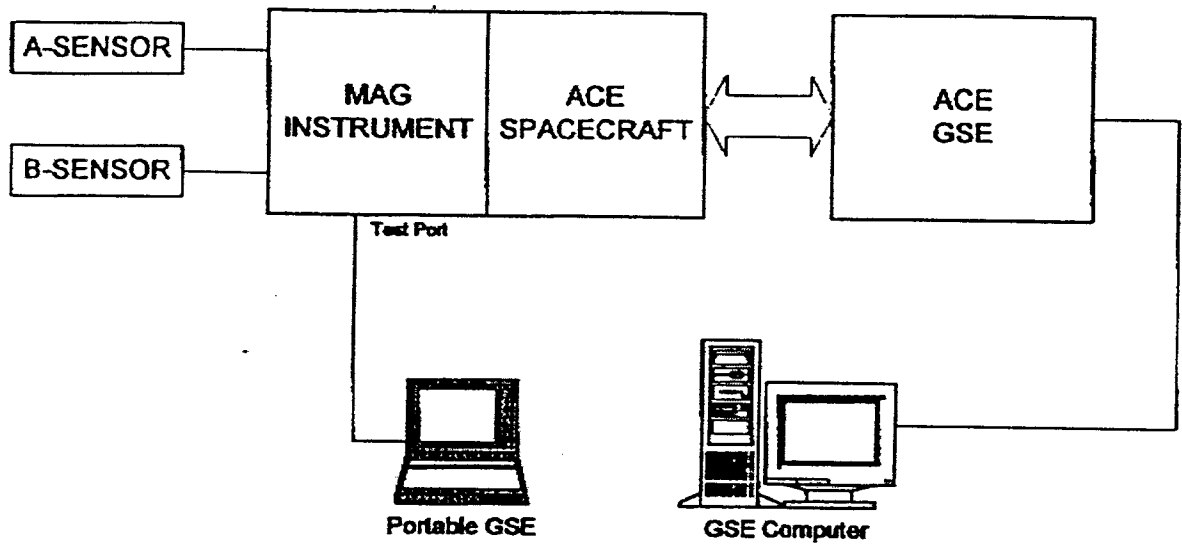 A-SENSOR
B-SENSOR
MAG
INSTRUMENT
ACE
SPACECRAFT
ACE
GSE
Test Port
Portable GSE
GSE Computer